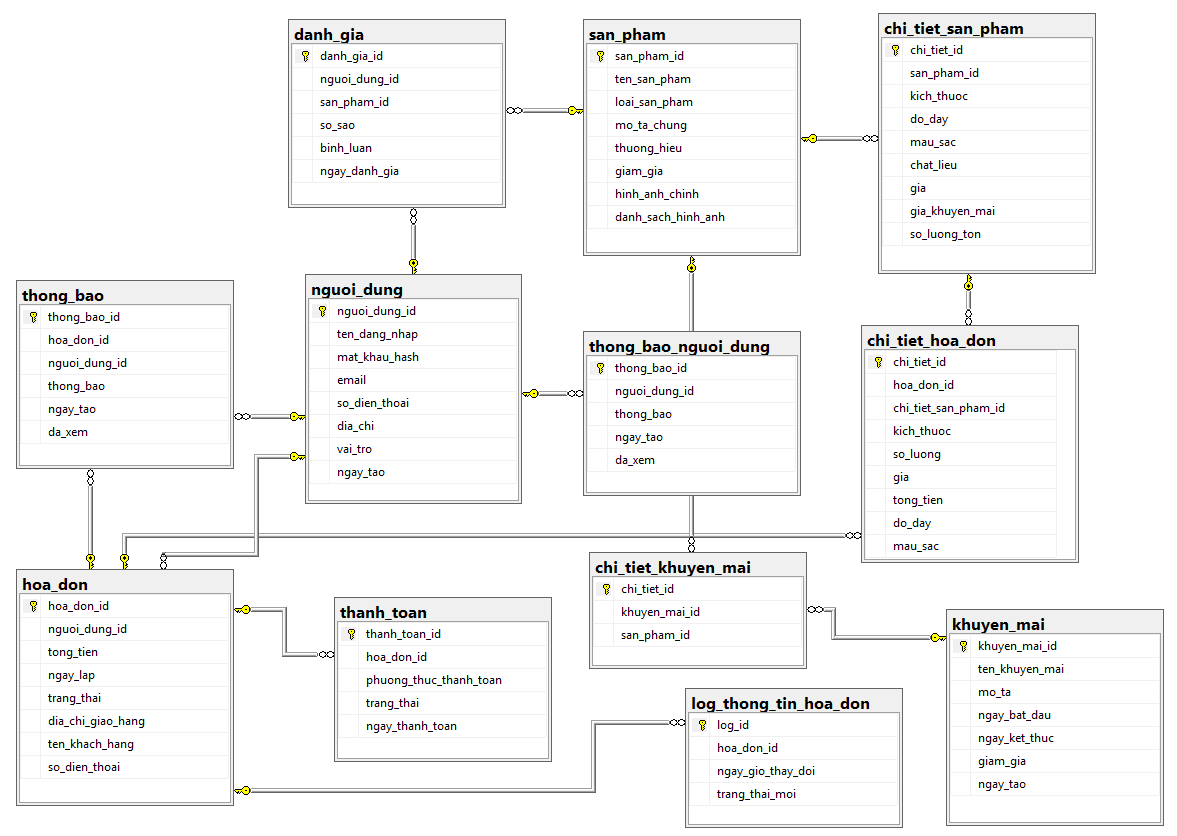 danh_gia
danh_gia_id
nguoi_dung_id
san_pham_id
so_sao
binh_luan
ngay_danh_gia
san_pham
san_pham_id
ten_san_pham
loai_san_pham
mo_ta_chung
thuong_hieu
giam_gia
hinh_anh_chinh
danh_sach_hinh_anh
chi_tiet_san_pham
chi_tiet_id
san_pham_id
kich_thuoc
do_day
mau_sac
chat_lieu
gia
gia_khuyen_mai
so_luong_ton
thong_bao
thong_bao_id
hoa_don_id
nguoi_dung_id
thong_bao
ngay_tao
da_xem
nguoi_dung
nguoi_dung_id
ten_dang_nhap
mat_khau_hash
email
so_dien_thoai
dia_chi
vai_tro
ngay_tao
thong_bao_nguoi_dung
thong_bao_id
nguoi_dung_id
thong_bao
ngay_tao
da_xem
chi_tiet_hoa_don
chi_tiet_id
hoa_don_id
chi_tiet_san_pham_id
kich_thuoc
so_luong
gia
tong_tien
do_day
mau_sac
hoa_don
hoa_don_id
nguoi_dung_id
tong_tien
ngay_lap
trang_thai
dia_chi_giao_hang
ten_khach_hang
so_dien_thoai
thanh_toan
thanh_toan_id
hoa_don_id
phuong_thuc_thanh_toan
trang_thai
ngay_thanh_toan
chi_tiet_khuyen_mai
chi_tiet_id
khuyen_mai_id
san_pham_id
log_thong_tin_hoa_don
log_id
hoa_don_id
ngay_gio_thay_doi
trang_thai_moi
khuyen_mai
khuyen_mai_id
ten_khuyen_mai
mo_ta
ngay_bat_dau
ngay_ket_thuc
giam_gia
ngay_tao